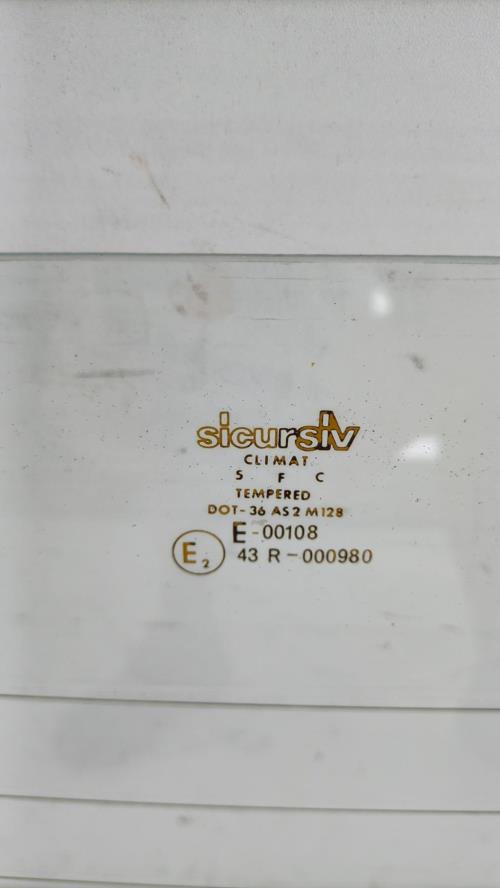 sicursiv
CLIMAT
S F C
TEMPERED
DOT-36 AS2 M128
E-00108
E2 43 R-000980